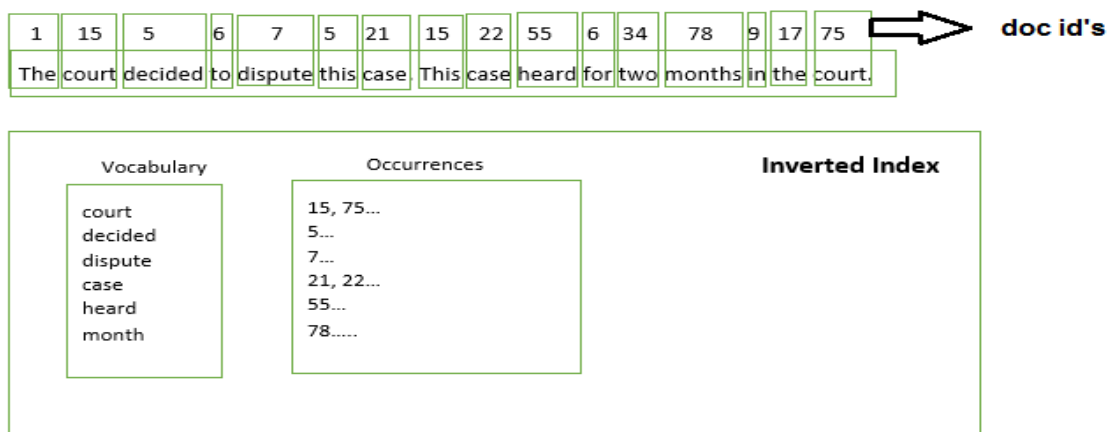 1 15 5 6 7 5 21 15 22 55 6 34 78 9 17 75 doc id's
The court decided to dispute this case. This case heard for two months in the court.
Vocabulary Occurrences Inverted Index
court 15, 75...
decided 5...
dispute 7...
case 21, 22...
heard 55...
month 78.....